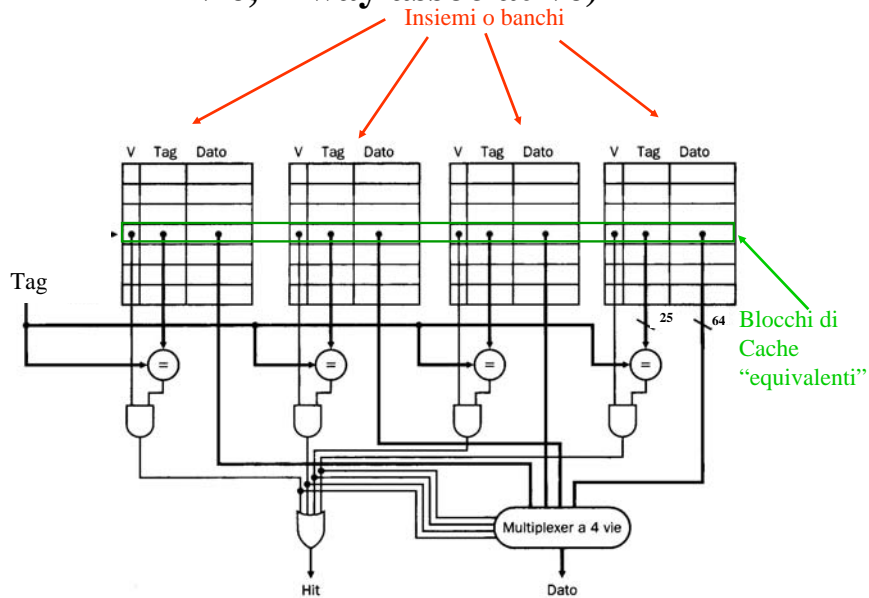 Insiemi o banchi
V Tag Dato V Tag Dato V Tag Dato V Tag Dato
Tag
25 64
Blocchi di
Cache
“equivalenti”
= = = =
Multiplexer a 4 vie
Hit Dato